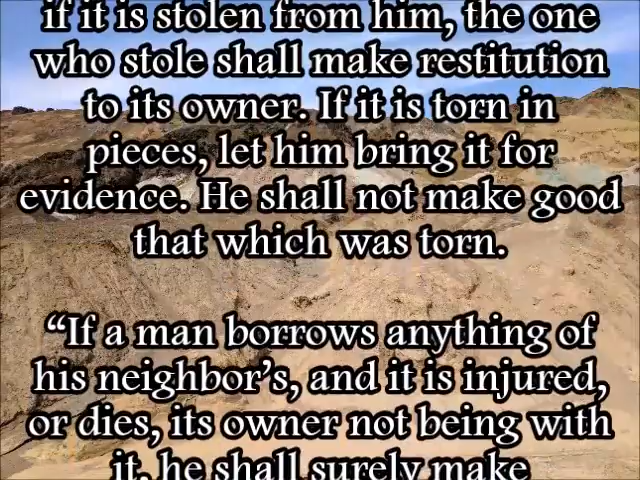 if it is stolen from him, the one
who stole shall make restitution
to its owner. If it is torn in
pieces, let him bring it for
evidence. He shall not make good
that which was torn.
“If a man borrows anything of
his neighbor’s, and it is injured,
or dies, its owner not being with
it, he shall surely make